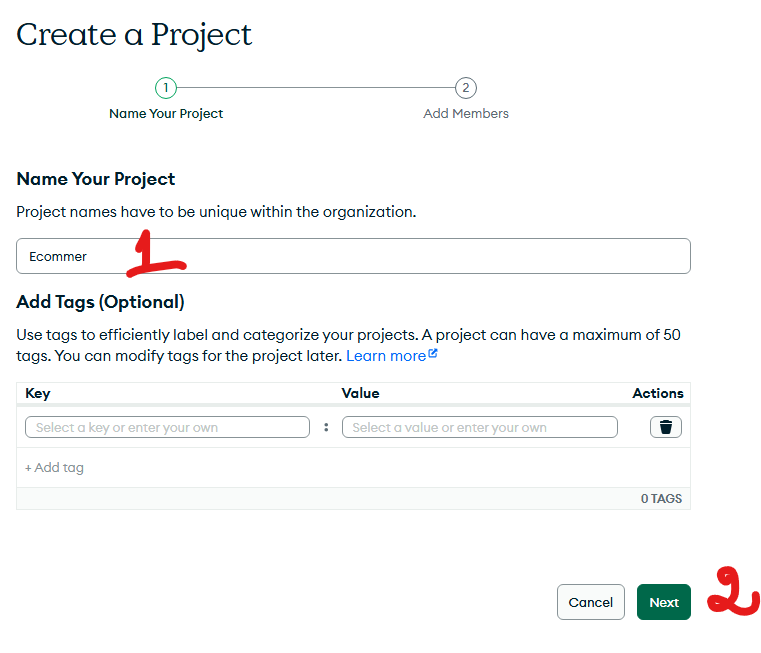 Create a Project
1
2
Name Your Project
Add Members
Name Your Project
Project names have to be unique within the organization.
Ecommer
1
Add Tags (Optional)
Use tags to efficiently label and categorize your projects. A project can have a maximum of 50
tags. You can modify tags for the project later. Learn more
Key
Value
Actions
Select a key or enter your own
:
Select a value or enter your own
+ Add tag
0 TAGS
Cancel
Next
2